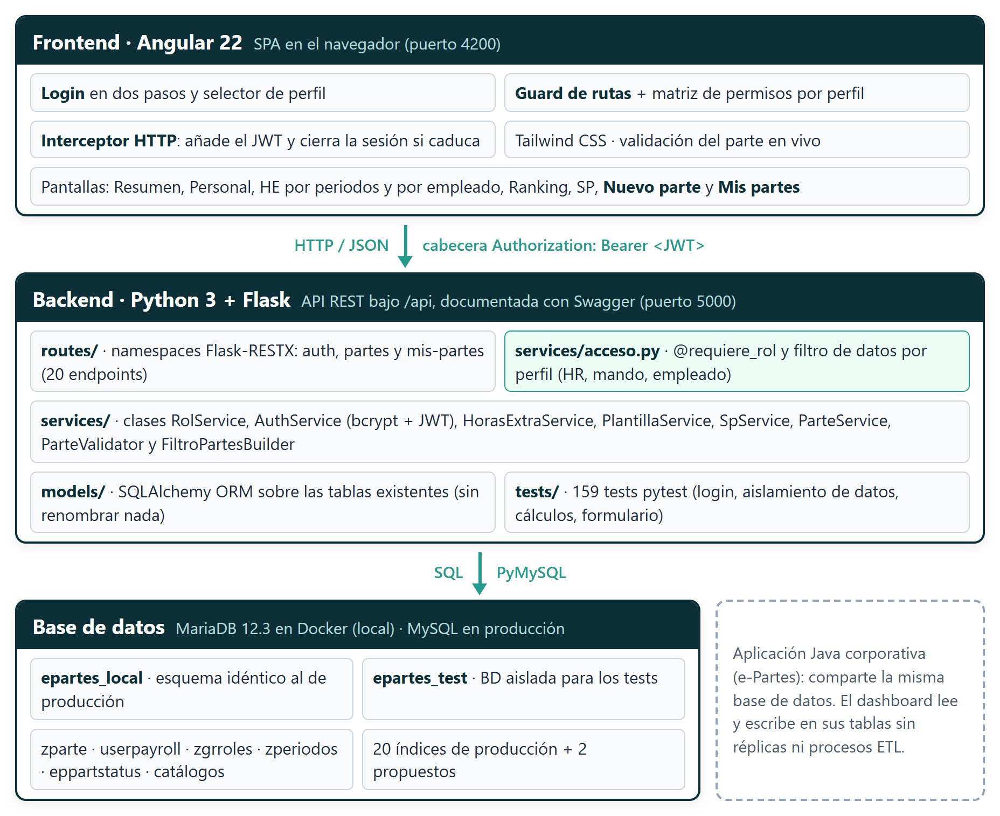 Frontend · Angular 22 SPA en el navegador (puerto 4200)
Login en dos pasos y selector de perfil
Guard de rutas + matriz de permisos por perfil
Interceptor HTTP: añade el JWT y cierra la sesión si caduca
Tailwind CSS · validación del parte en vivo
Pantallas: Resumen, Personal, HE por periodos y por empleado, Ranking, SP, Nuevo parte y Mis partes
HTTP / JSON
cabecera Authorization: Bearer <JWT>
Backend · Python 3 + Flask API REST bajo /api, documentada con Swagger (puerto 5000)
routes/ · namespaces Flask-RESTX: auth, partes y mis-partes
(20 endpoints)
services/acceso.py · @requiere_rol y filtro de datos por
perfil (HR, mando, empleado)
services/ · clases RolService, AuthService (bcrypt + JWT), HorasExtraService, PlantillaService, SpService, ParteService,
ParteValidator y FiltroPartesBuilder
models/ · SQLAlchemy ORM sobre las tablas existentes (sin
renombrar nada)
tests/ · 159 tests pytest (login, aislamiento de datos,
cálculos, formulario)
SQL
PyMySQL
Base de datos MariaDB 12.3 en Docker (local) · MySQL en producción
epartes_local · esquema idéntico al de
producción
epartes_test · BD aislada para los tests
zparte · userpayroll · zgrroles · zperiodos
· eppartstatus · catálogos
20 índices de producción + 2
propuestos
Aplicación Java corporativa
(e-Partes): comparte la misma
base de datos. El dashboard lee
y escribe en sus tablas sin
réplicas ni procesos ETL.